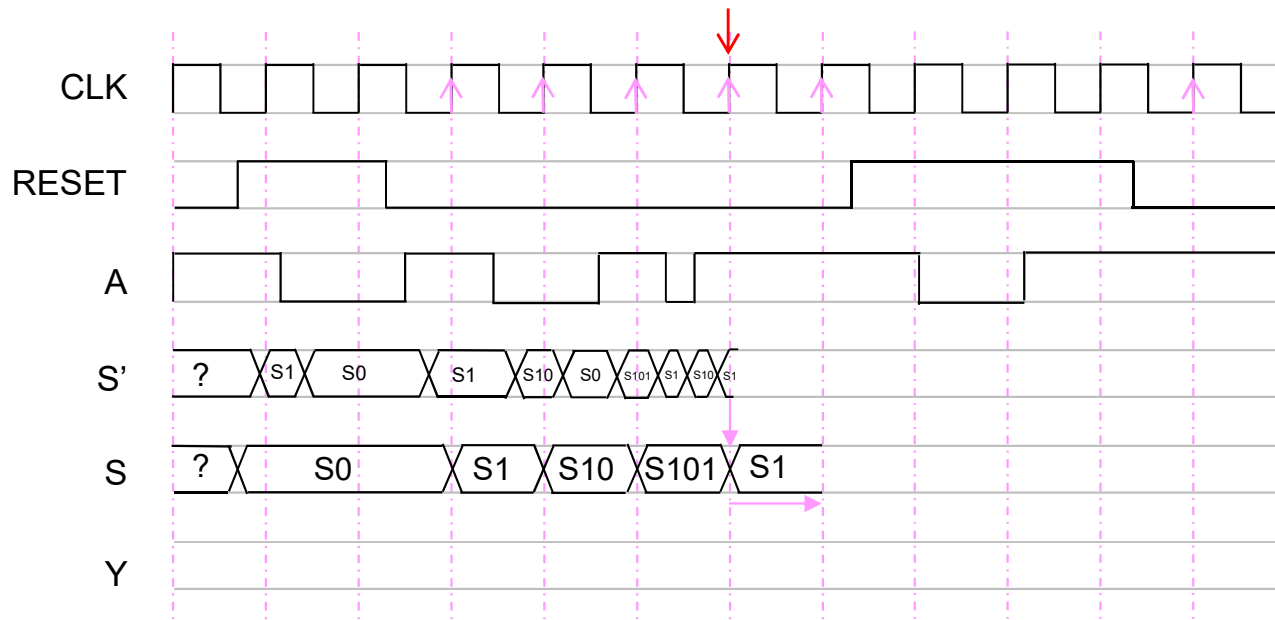 CLK
RESET
A
S’ ? S1 S0 S1 S10 S0 S101 S1 S10 S1
S ? S0 S1 S10 S101 S1
Y